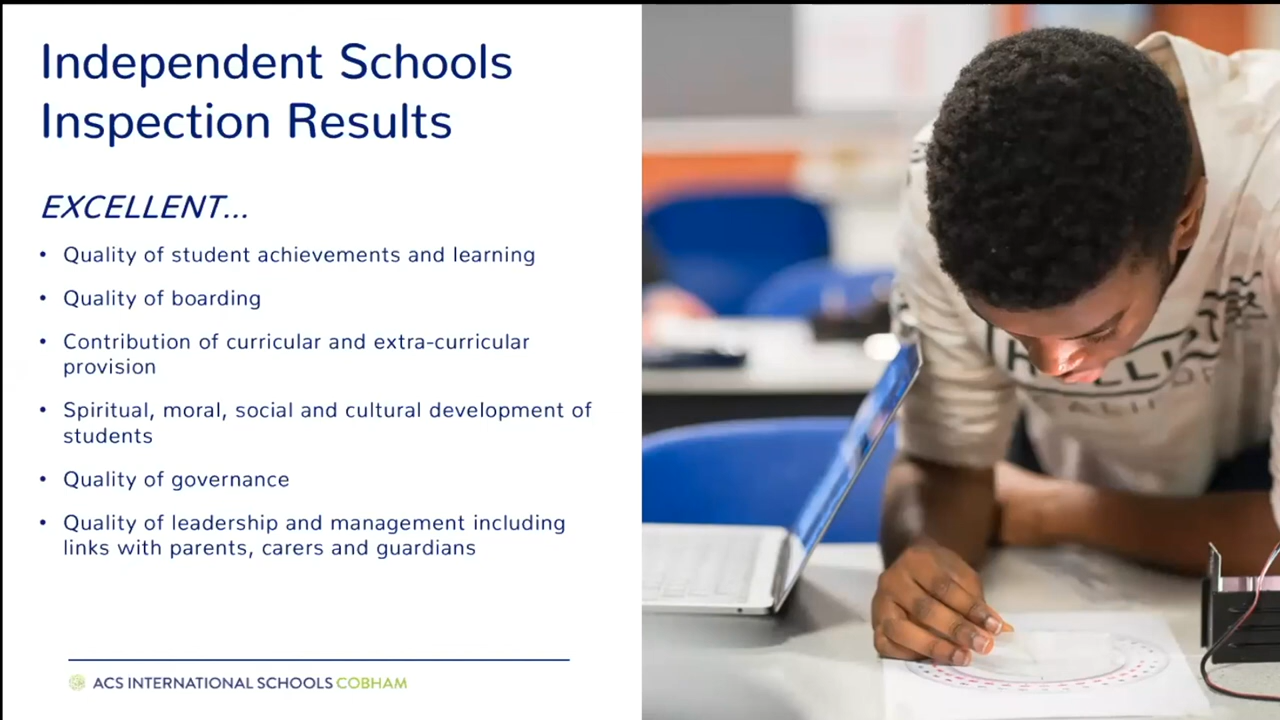 Independent Schools
Inspection Results
EXCELLENT...
• Quality of student achievements and learning
• Quality of boarding
• Contribution of curricular and extra-curricular
provision
• Spiritual, moral, social and cultural development of
students
• Quality of governance
• Quality of leadership and management including
links with parents, carers and guardians
ACS INTERNATIONAL SCHOOLS COBHAM